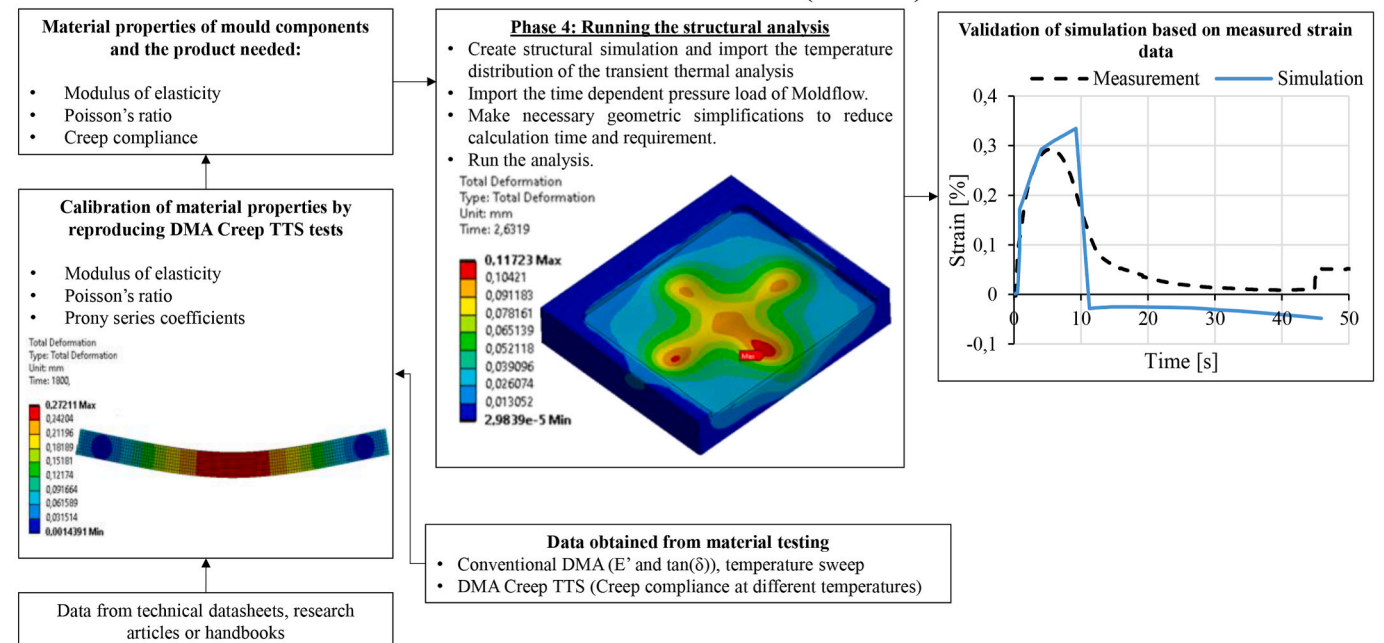 Material properties of mould components
and the product needed:
• Modulus of elasticity
• Poisson's ratio
• Creep compliance
Calibration of material properties by
reproducing DMA Creep TTS tests
• Modulus of elasticity
• Poisson's ratio
• Prony series coefficients
Total Deformation
Type: Total Deformation
Unit: mm
Time: 1800,
0,27211 Max
0,24204
0,21196
0,18189
0,15181
0,12174
0,091664
0,061589
0,031514
0,0014391 Min
Data from technical datasheets, research
articles or handbooks
Phase 4: Running the structural analysis
• Create structural simulation and import the temperature
distribution of the transient thermal analysis
• Import the time dependent pressure load of Moldflow.
• Make necessary geometric simplifications to reduce
calculation time and requirement.
• Run the analysis.
Total Deformation
Type: Total Deformation
Unit: mm
Time: 2,6319
0,11723 Max
0,10421
0,091183
0,078161
0,065139
0,052118
0,039096
0,026074
0,013052
2,9839e-5 Min
Max
Data obtained from material testing
• Conventional DMA (E' and tan(δ)), temperature sweep
• DMA Creep TTS (Creep compliance at different temperatures)
Validation of simulation based on measured strain
data
Measurement Simulation
0,4
0,3
0,2
0,1
0
-0,1
Strain [%]
0 10 20 30 40 50
Time [s]